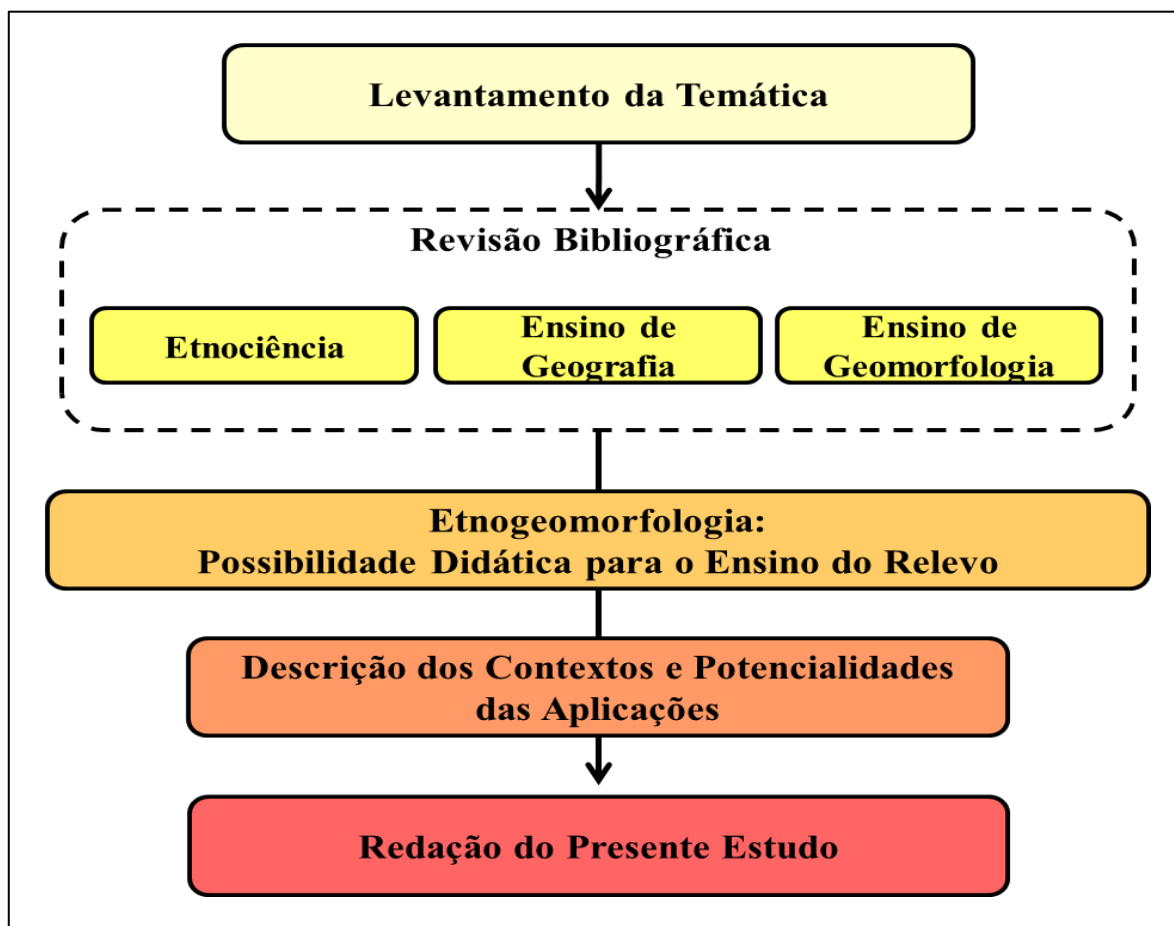 Levantamento da Temática
Revisão Bibliográfica
Etnociência
Ensino de
Geografia
Ensino de
Geomorfologia
Etnogeomorfologia:
Possibilidade Didática para o Ensino do Relevo
Descrição dos Contextos e Potencialidades
das Aplicações
Redação do Presente Estudo